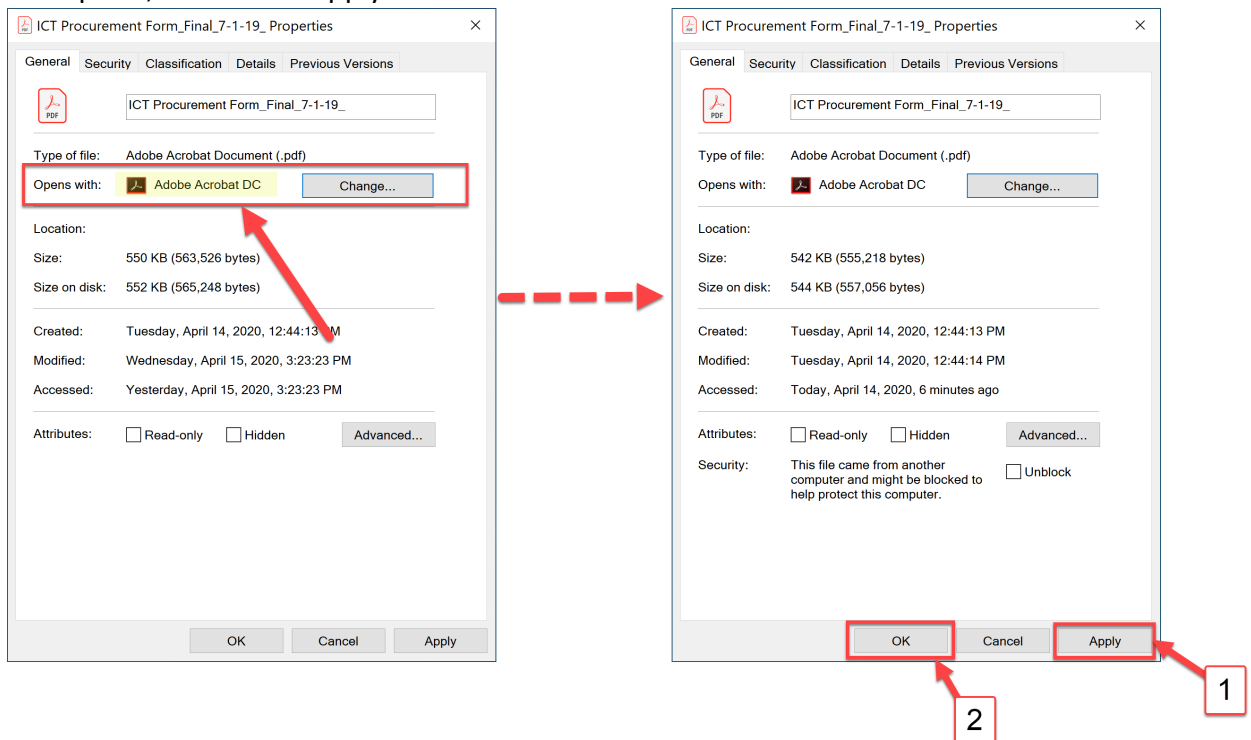 ICT Procurement Form_Final_7-1-19_ Properties
General Security Classification Details Previous Versions
PDF
ICT Procurement Form_Final_7-1-19_
Type of file: Adobe Acrobat Document (.pdf)
Opens with: Adobe Acrobat DC Change...
Location:
Size: 550 KB (563,526 bytes)
Size on disk: 552 KB (565,248 bytes)
Created: Tuesday, April 14, 2020, 12:44:13 PM
Modified: Wednesday, April 15, 2020, 3:23:23 PM
Accessed: Yesterday, April 15, 2020, 3:23:23 PM
Attributes: Read-only Hidden Advanced...
OK Cancel Apply
ICT Procurement Form_Final_7-1-19_ Properties
General Security Classification Details Previous Versions
PDF
ICT Procurement Form_Final_7-1-19_
Type of file: Adobe Acrobat Document (.pdf)
Opens with: Adobe Acrobat DC Change...
Location:
Size: 542 KB (555,218 bytes)
Size on disk: 544 KB (557,056 bytes)
Created: Tuesday, April 14, 2020, 12:44:13 PM
Modified: Tuesday, April 14, 2020, 12:44:14 PM
Accessed: Today, April 14, 2020, 6 minutes ago
Attributes: Read-only Hidden Advanced...
Security: This file came from another
computer and might be blocked to
help protect this computer.
Unblock
OK Cancel Apply
1
2